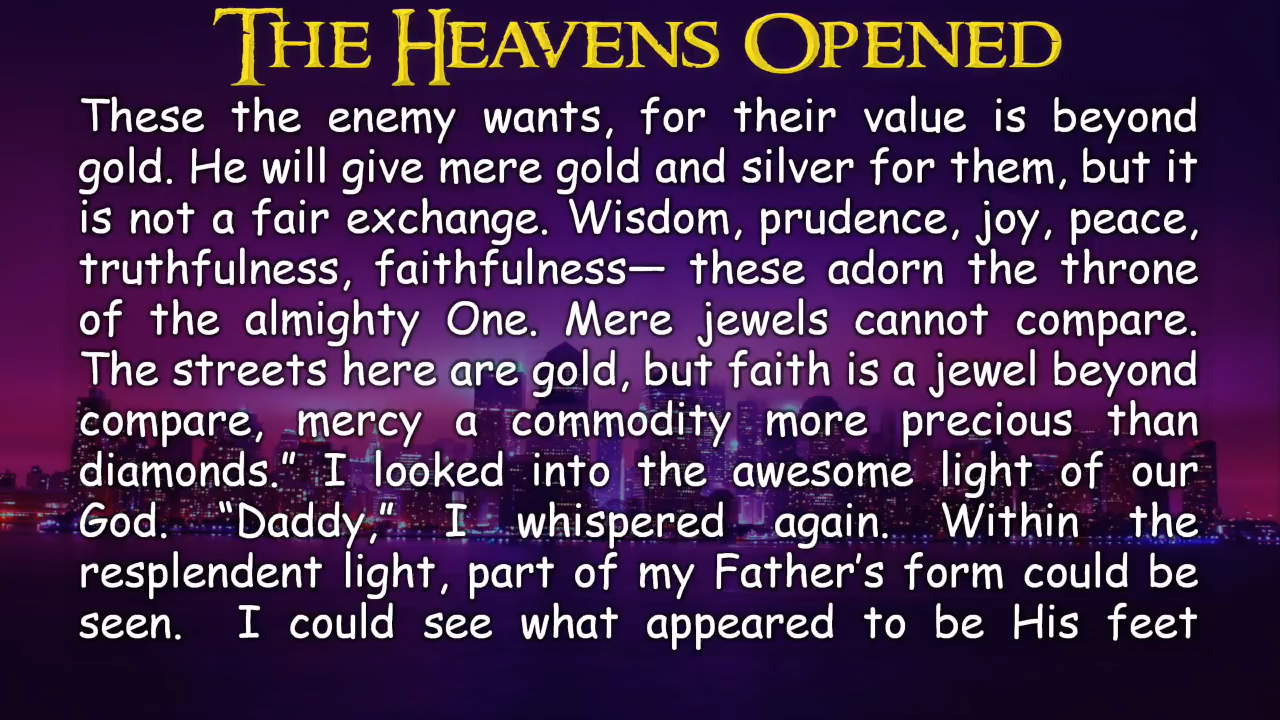 THE HEAVENS OPENED
These the enemy wants, for their value is beyond
gold. He will give mere gold and silver for them, but it
is not a fair exchange. Wisdom, prudence, joy, peace,
truthfulness, faithfulness— these adorn the throne
of the almighty One. Mere jewels cannot compare.
The streets here are gold, but faith is a jewel beyond
compare, mercy a commodity more precious than
diamonds.” I looked into the awesome light of our
God. “Daddy,” I whispered again. Within the
resplendent light, part of my Father’s form could be
seen.  I could see what appeared to be His feet